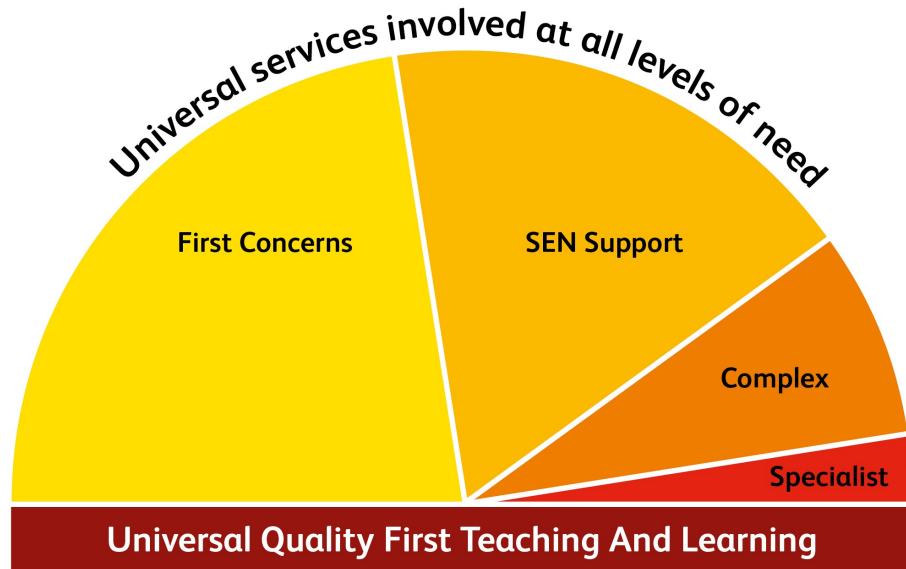 Universal services involved at all levels of need
First Concerns
SEN Support
Complex
Specialist
Universal Quality First Teaching And Learning